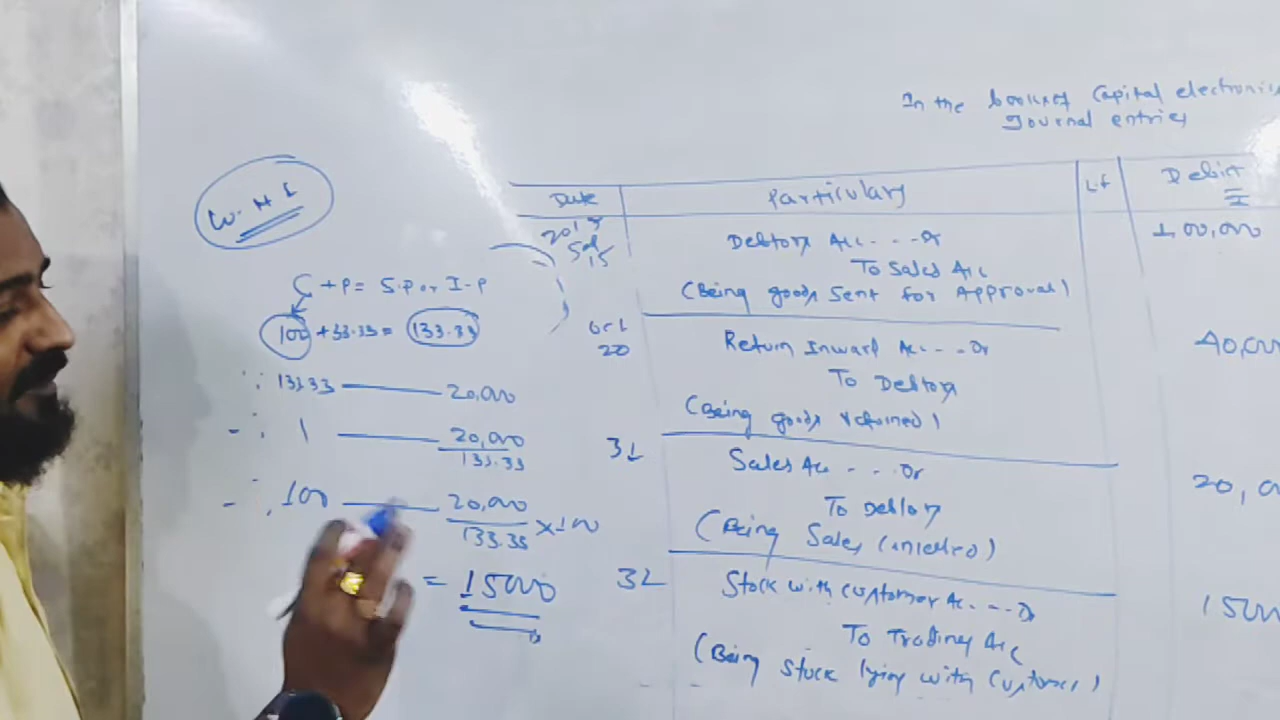 In the books of Capital electronics
Journal entries
Date Particulars L.F Debit
W. N 1
2017
Sep
15
Debtors A/c - - - Dr 1,00,000
To Sales A/c
(Being goods Sent for Approval)
C + P = S.P or I.P
100 + 33.33 = 133.33
Oct
20
Return Inward A/c - - - Dr 40,000
To Debtors
(Being goods returned)
∴ 133.33 — 20,000
∴ 1 — 20,000
133.33
31
Sales A/c - - - Dr 20,0
To Debtors
(Being Sales
∴ 100 — 20,000
133.33 × 100
= 15000
31
Stock with customer A/c - - - Dr 1500
To Trading A/c
(Being Stock lying with Customer)